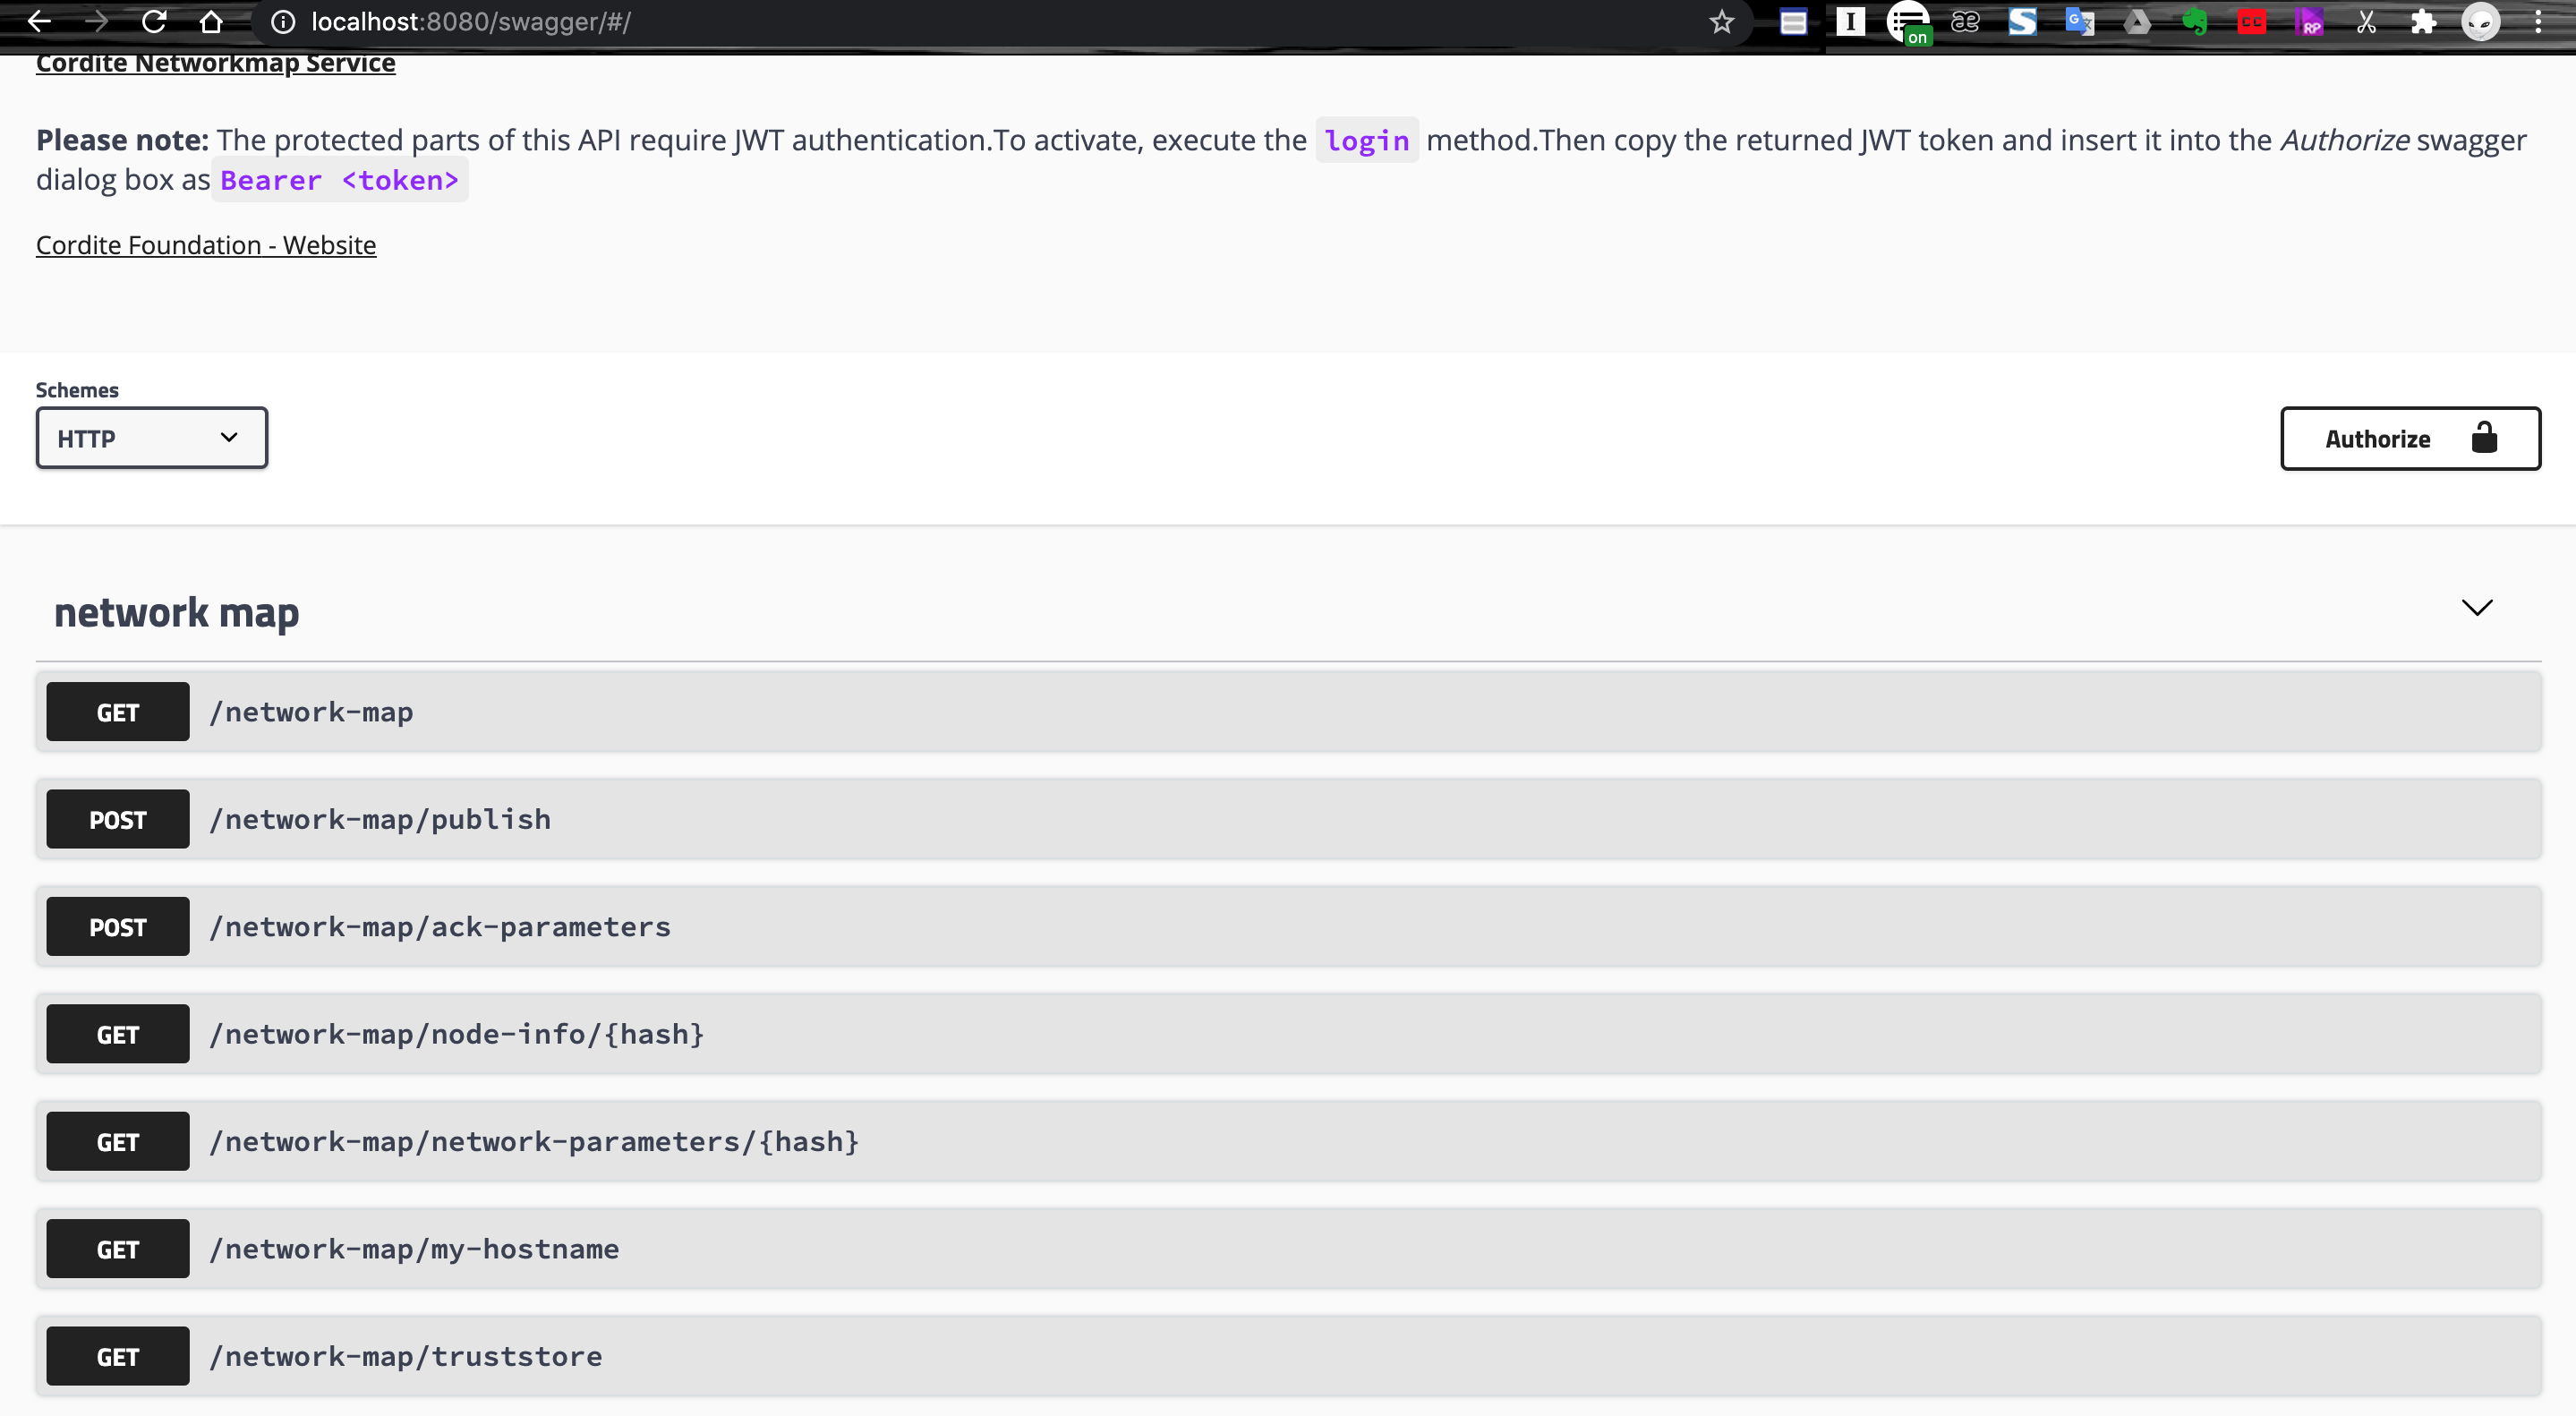 localhost:8080/swagger/#/
I
on
æ
S
G
CC
RP
Cordite Networkmap Service
Please note: The protected parts of this API require JWT authentication.To activate, execute the login method.Then copy the returned JWT token and insert it into the Authorize swagger
dialog box as Bearer <token>
Cordite Foundation - Website
Schemes
HTTP
Authorize
network map
GET /network-map
POST /network-map/publish
POST /network-map/ack-parameters
GET /network-map/node-info/{hash}
GET /network-map/network-parameters/{hash}
GET /network-map/my-hostname
GET /network-map/truststore